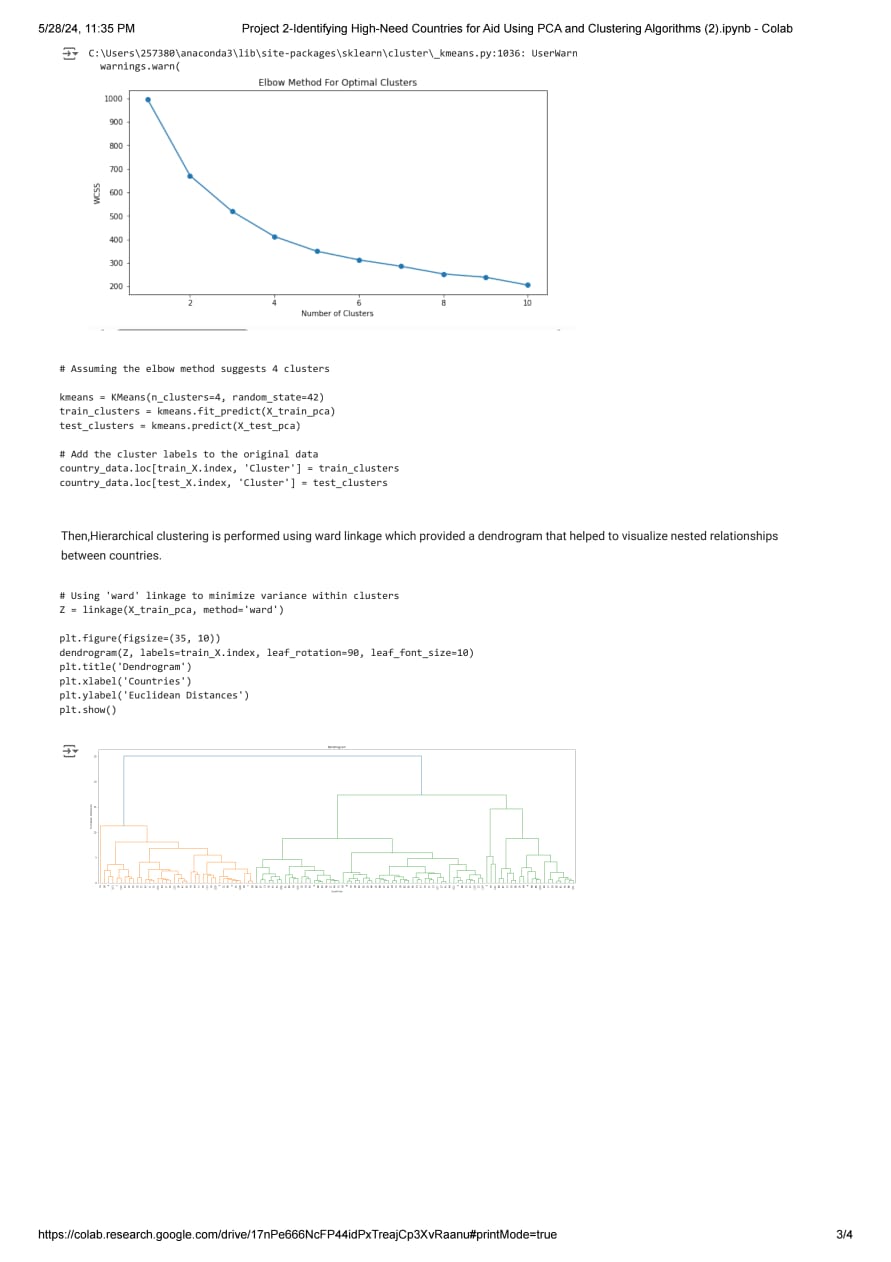 5/28/24, 11:35 PM Project 2-Identifying High-Need Countries for Aid Using PCA and Clustering Algorithms (2).ipynb - Colab
C:\Users\257380\anaconda3\lib\site-packages\sklearn\cluster\_kmeans.py:1036: UserWarn
warnings.warn(
Elbow Method For Optimal Clusters
1000
900
800
700
600
500
400
300
200
WCSS
2 4 6 8 10
Number of Clusters
# Assuming the elbow method suggests 4 clusters
kmeans = KMeans(n_clusters=4, random_state=42)
train_clusters = kmeans.fit_predict(X_train_pca)
test_clusters = kmeans.predict(X_test_pca)
# Add the cluster labels to the original data
country_data.loc[train_X.index, 'Cluster'] = train_clusters
country_data.loc[test_X.index, 'Cluster'] = test_clusters
Then,Hierarchical clustering is performed using ward linkage which provided a dendrogram that helped to visualize nested relationships
between countries.
# Using 'ward' linkage to minimize variance within clusters
Z = linkage(X_train_pca, method='ward')
plt.figure(figsize=(35, 10))
dendrogram(Z, labels=train_X.index, leaf_rotation=90, leaf_font_size=10)
plt.title('Dendrogram')
plt.xlabel('Countries')
plt.ylabel('Euclidean Distances')
plt.show()
https://colab.research.google.com/drive/17nPe666NcFP44idPxTreajCp3XvRaanu#printMode=true 3/4